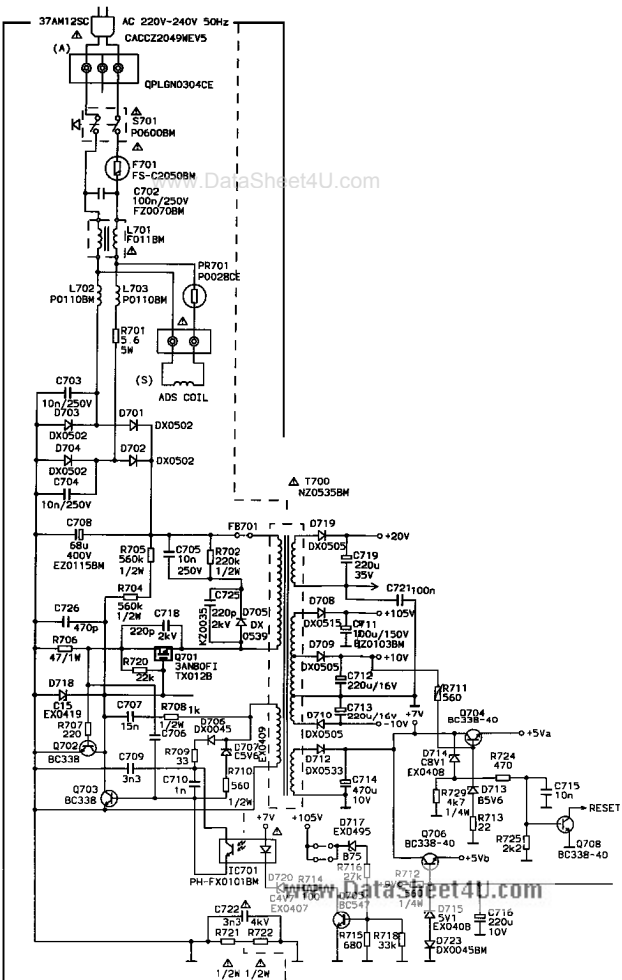 37AM12SC AC 220V~240V 50Hz
CACCZ2049WEV5
(A)
QPLGN0304CE
S701
P0600BM
F701
FS-C2050BM
www.DataSheet4U.com
C702
100n/250V
FZ0070BM
L701
F011BM
PR701
P002BCE
L702 L703
P0110BM P0110BM
R701
5.6
5W
(S)
ADS COIL
C703
10n/250V
D703 D701
DX0502 DX0502
D704 D702
DX0502 DX0502
C704
10n/250V
T700
NZ0535BM
C708
68u
400V
EZ0115BM
R705
560k
1/2W
C705
10n
250V
R702
220k
1/2W
FB701
D719
DX0505
+20V
C719
220u
35V
R704
560k
1/2W
C725
220p
2kV
KZ0035
D705
DX
0539
C721 100n
D708
DX0515
+105V
C711
100u/150V
C726
470p
C718
220p 2kV
R706
47/1W
Q701
3ANBOFI
TX012B
R720
22k
D709
DX0505
+10V
C712
220u/16V
R711
560
D718
C15
EX0419
C707
15n
R708 1k
1/2W
C706
D706
DX0045
EX0409
C713
220u/16V
D710
DX0505
-10V
+7V
Q704
BC338-40
+5Va
R707
220
Q702
BC338
C709
3n3
R709
33
D707
C5V6
D712
DX0533
D714
C8V1
EX0408
R724
470
C710
1n
R710
560
1/2W
C714
470u
10V
D713
B5V6
C715
10n
Q703
BC338
R729
4k7
1/4W
R713
22
RESET
+7V +105V
D717
EX0495
Q706
BC338-40
R725
2k2
Q708
BC338-40
B75
+5Vb
IC701
PH-FX0101BM
R716
27k
D720
C4V7
EX0407
R714
100
R712
560
1/4W
www.DataSheet4U.com
Q705
BC547
D715
5V1
EX040B
C716
220u
10V
C722
3n3 4kV
R715
680
R718
33k
D723
DX0045BM
R721 R722
1/2W 1/2W